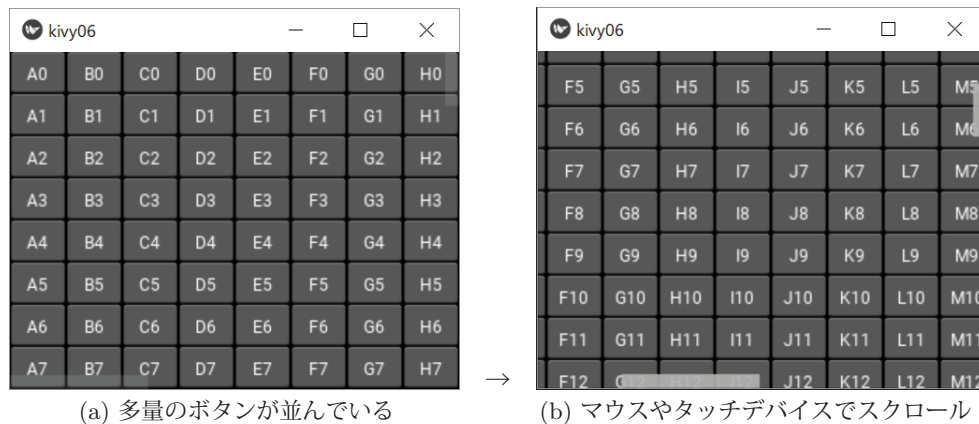 kivy06
A0 B0 C0 D0 E0 F0 G0 H0
A1 B1 C1 D1 E1 F1 G1 H1
A2 B2 C2 D2 E2 F2 G2 H2
A3 B3 C3 D3 E3 F3 G3 H3
A4 B4 C4 D4 E4 F4 G4 H4
A5 B5 C5 D5 E5 F5 G5 H5
A6 B6 C6 D6 E6 F6 G6 H6
A7 B7 C7 D7 E7 F7 G7 H7
(a) 多量のボタンが並んでいる
→
kivy06
F5 G5 H5 I5 J5 K5 L5 M5
F6 G6 H6 I6 J6 K6 L6 M6
F7 G7 H7 I7 J7 K7 L7 M7
F8 G8 H8 I8 J8 K8 L8 M8
F9 G9 H9 I9 J9 K9 L9 M9
F10 G10 H10 I10 J10 K10 L10 M10
F11 G11 H11 I11 J11 K11 L11 M11
F12 G12 H12 I12 J12 K12 L12 M12
(b) マウスやタッチデバイスでスクロール